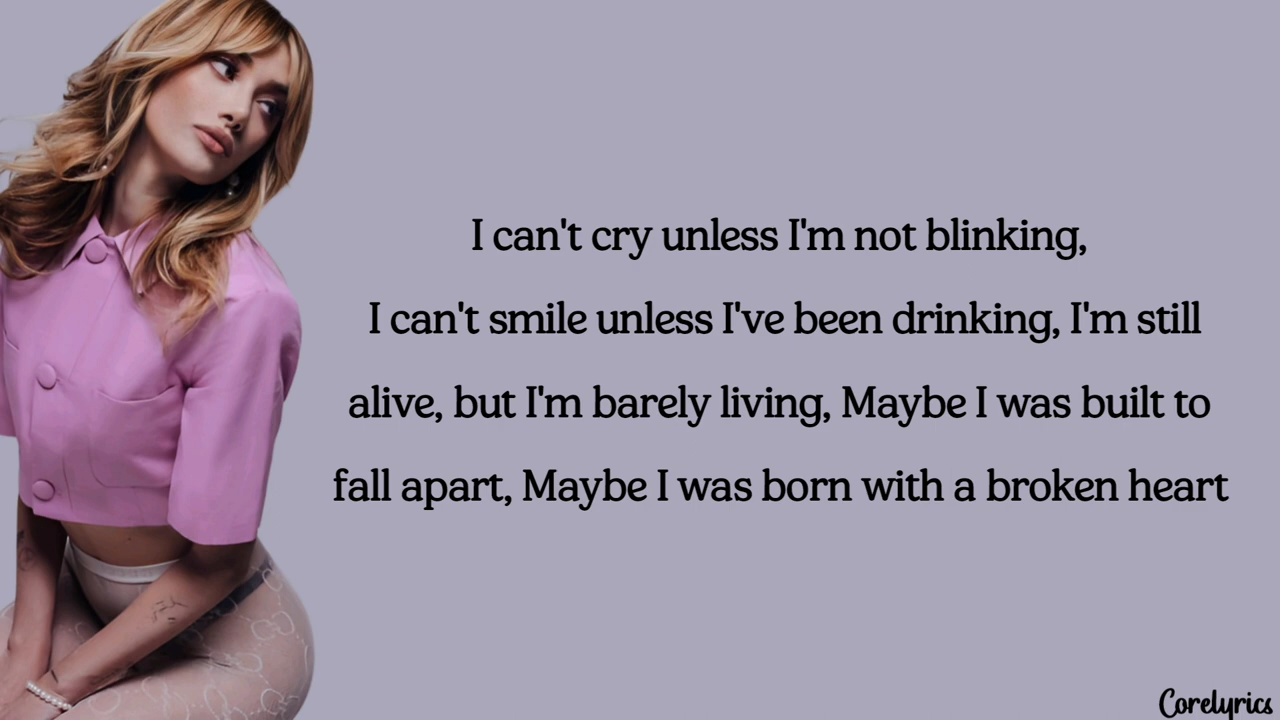 I can't cry unless I'm not blinking,
I can't smile unless I've been drinking, I'm still
alive, but I'm barely living, Maybe I was built to
fall apart, Maybe I was born with a broken heart
Corelyrics